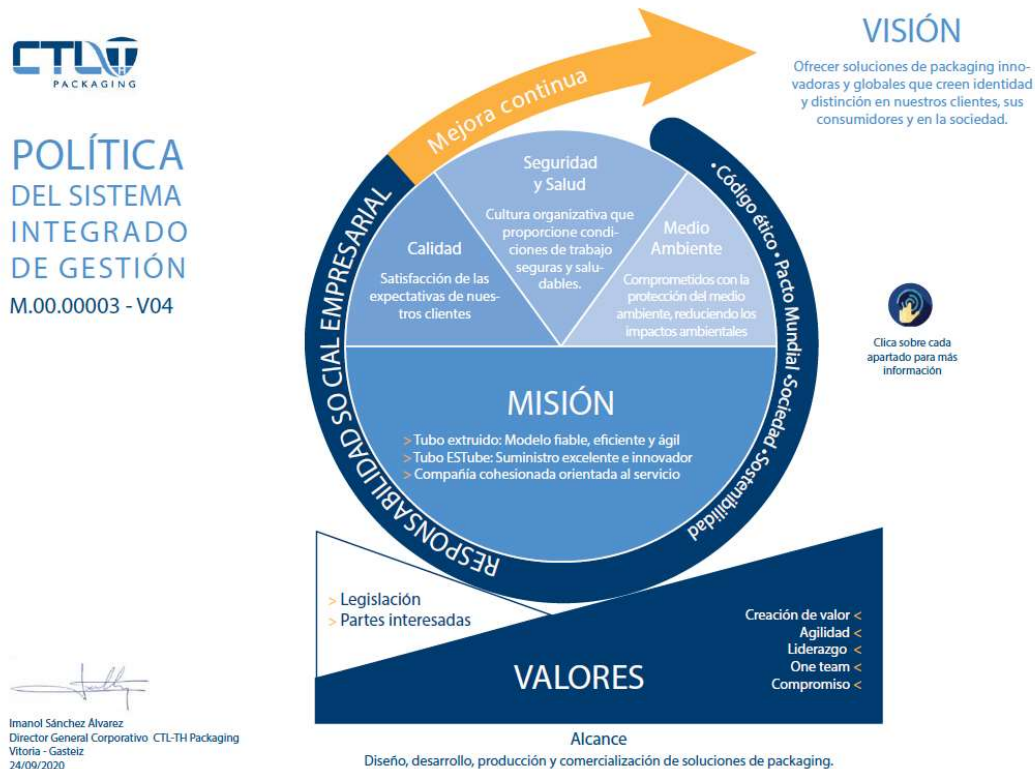 CTL-TH
PACKAGING
POLÍTICA
DEL SISTEMA
INTEGRADO
DE GESTIÓN
M.00.00003 - V04
VISIÓN
Ofrecer soluciones de packaging inno-
vadoras y globales que creen identidad
y distinción en nuestros clientes, sus
consumidores y en la sociedad.
Mejora continua
RESPONSABILIDAD SOCIAL EMPRESARIAL
• Código ético • Pacto Mundial •Sociedad •Sostenibilidad
Calidad
Satisfacción de las
expectativas de nues-
tros clientes
Seguridad
y Salud
Cultura organizativa que
proporcione condi-
ciones de trabajo
seguras y salu-
dables.
Medio
Ambiente
Comprometidos con la
protección del medio
ambiente, reduciendo los
impactos ambientales
Clica sobre cada
apartado para más
información
MISIÓN
> Tubo extruido: Modelo fiable, eficiente y ágil
> Tubo ESTube: Suministro excelente e innovador
> Compañía cohesionada orientada al servicio
> Legislación
> Partes interesadas
VALORES
Creación de valor <
Agilidad <
Liderazgo <
One team <
Compromiso <
Imanol Sánchez Álvarez
Director General Corporativo CTL-TH Packaging
Vitoria - Gasteiz
24/09/2020
Alcance
Diseño, desarrollo, producción y comercialización de soluciones de packaging.